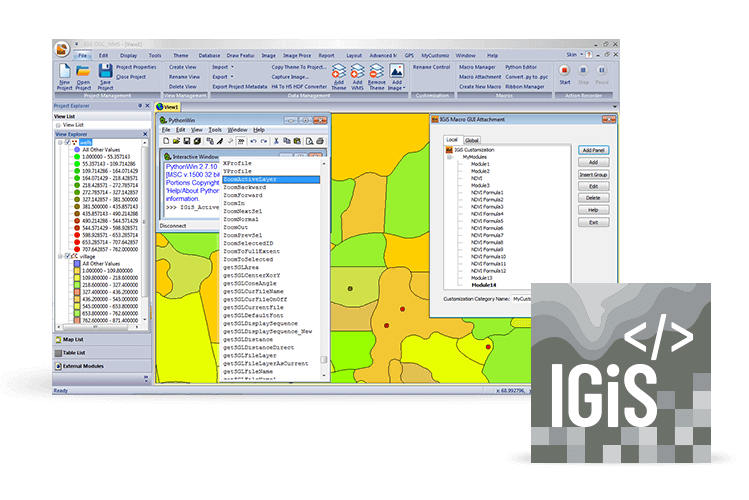 IGiS OGC_WMS - [View1]
File Edit Display Tools Theme Database Draw Feature Image Image Proce Report Layout Advanced M GPS MyCustomiz Window Help Skin
New Project
Open Project
Save Project
Project Properties
Close Project
Project Management
Create View
Rename View
Delete View
View Management
Import
Export
Export Project Metadata
Copy Theme To Project...
Capture Image...
H4 To H5 HDF Converter
Data Management
Add Theme
Add WMS
Remove Theme
Add Image
Rename Control
Customization
Macro Manager
Macro Attachment
Create New Macro
Python Editor
Convert .py to .pyc
Ribbon Manager
Macros
Start
Stop
Pause
Action Recorder
Project Explorer
View List
View List
View Explorer
wells
All Other Values
1.000000 - 55.357143
55.357143 - 109.714286
109.714286 - 164.071429
164.071429 - 218.428571
218.428571 - 272.785714
272.785714 - 327.142857
327.142857 - 381.500000
381.500000 - 435.857143
435.857143 - 490.214286
490.214286 - 544.571429
544.571429 - 598.928571
598.928571 - 653.285714
653.285714 - 707.642857
707.642857 - 762.000000
village
All Other Values
1.000000 - 109.800000
109.800000 - 218.600000
218.600000 - 327.400000
327.400000 - 436.200000
436.200000 - 545.000000
545.000000 - 653.800000
653.800000 - 762.600000
762.600000 - 871.400000
Map List
Table List
External Modules
Ready
View1
PythonWin
File Edit View Tools Window Help
Interactive Window
PythonWin 2.7.10
[MSC v.1500 32 bit
Portions Copyright
'Help/About Python
information.
>>> IGiS_Active
Disconnect
XProfile
YProfile
ZoomActiveLayer
ZoomBackward
ZoomForward
ZoomIn
ZoomNextSel
ZoomNormal
ZoomOut
ZoomPrevSel
ZoomSelectedID
ZoomToFullExtent
ZoomToSelected
getSGLArea
getSGLCenterXorY
getSGLConeAngle
getSGLCurFileName
getSGLCurFileOnOff
getSGLCurrentFile
getSGLDefaultFont
getSGLDisplaySequence
getSGLDisplaySequence_New
getSGLDistance
getSGLDistanceDirect
getSGLFileLayer
getSGLFileLayerAsCurrent
getSGLFileName
IGiS Macro GUI Attachment
Local Global
IGiS Customization
MyModules
Module1
Module2
NDVI
Module3
NDVI Formula1
NDVI Formula2
NDVI Formula3
NDVI Formula4
NDVI Formula5
NDVI Formula6
NDVI Formula7
NDVI Formula8
NDVI Formula9
NDVI Formula10
NDVI Formula11
NDVI Formula12
NDVI Formula13
Module14
Add Panel
Add
Insert Group
Edit
Delete
Help
Exit
Customization Category Name: MyCus
x: 68.992796,
</>
IGiS